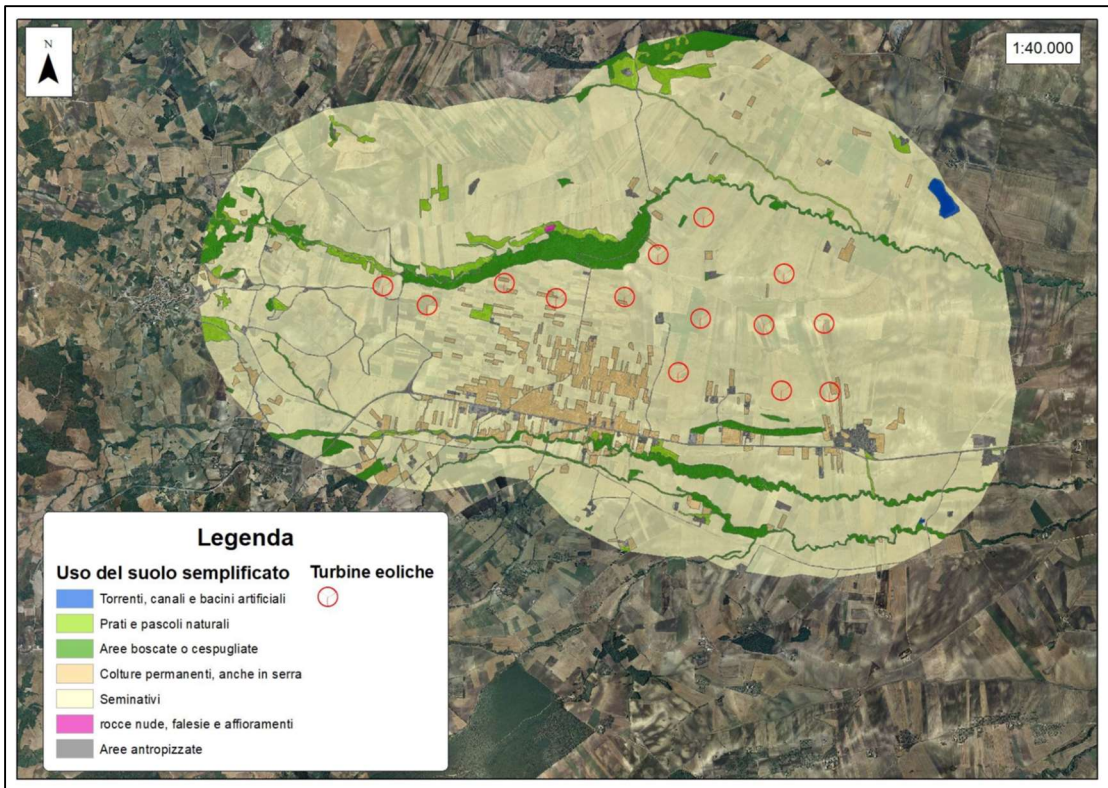 N
1:40.000
Legenda
Uso del suolo semplificato
Turbine eoliche
Torrenti, canali e bacini artificiali
Prati e pascoli naturali
Aree boscate o cespugliate
Colture permanenti, anche in serra
Seminativi
rocce nude, falesie e affioramenti
Aree antropizzate